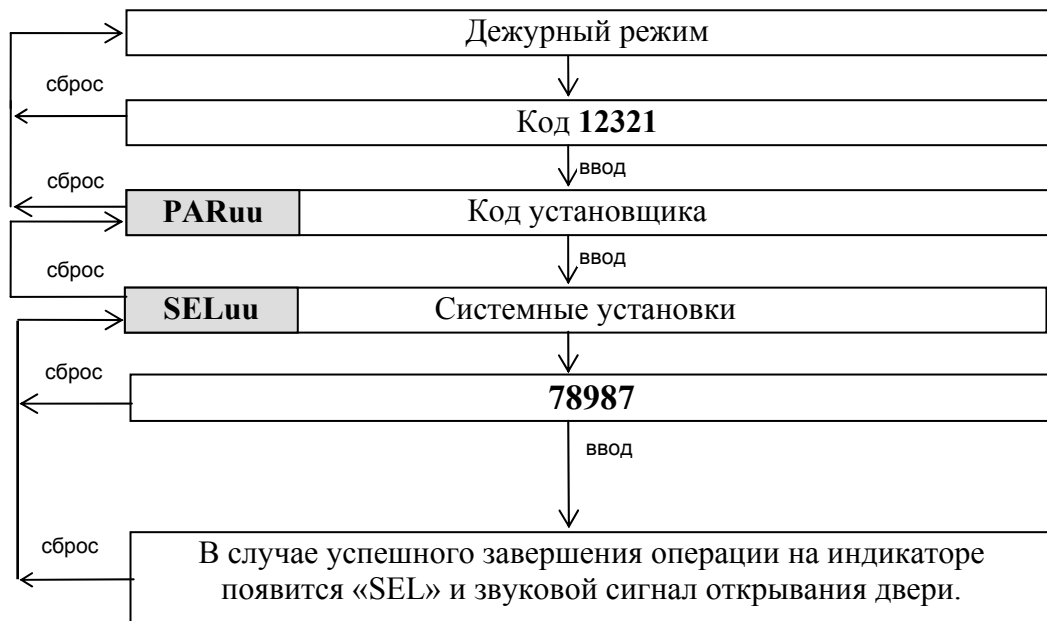 Дежурный режим
сброс
Код 12321
ввод
сброс
PARuu Код установщика
ввод
сброс
SELuu Системные установки
сброс
78987
ввод
сброс
В случае успешного завершения операции на индикаторе
появится «SEL» и звуковой сигнал открывания двери.